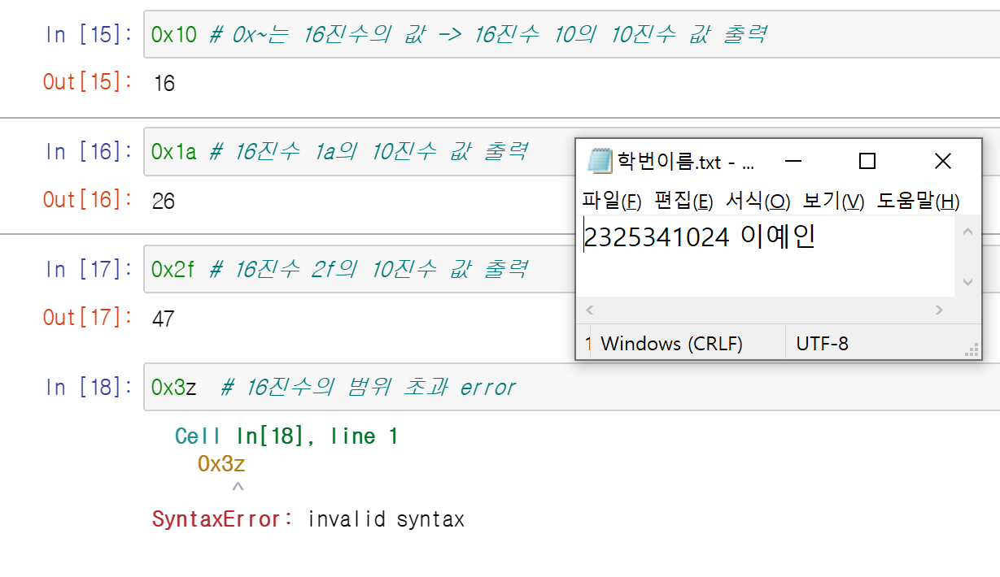 In [15]: 0x10 # 0x~는 16진수의 값 -> 16진수 10의 10진수 값 출력
Out[15]: 16
In [16]: 0x1a # 16진수 1a의 10진수 값 출력
Out[16]: 26
In [17]: 0x2f # 16진수 2f의 10진수 값 출력
Out[17]: 47
In [18]: 0x3z # 16진수의 범위 초과 error
Cell In[18], line 1
0x3z
^
SyntaxError: invalid syntax
학번이름.txt - ...
파일(F) 편집(E) 서식(O) 보기(V) 도움말(H)
2325341024 이예인
1 Windows (CRLF) UTF-8